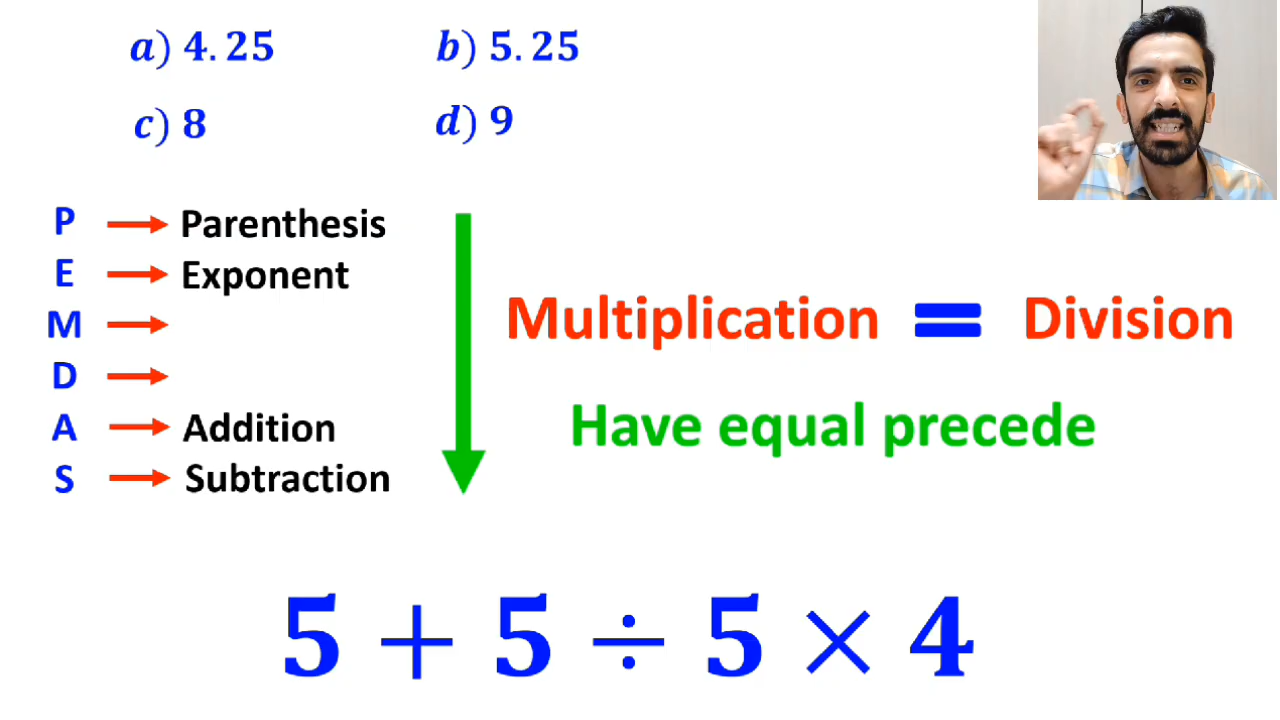 a) 4.25 b) 5.25
c) 8 d) 9
P → Parenthesis
E → Exponent
M →
D →
A → Addition
S → Subtraction
Multiplication = Division
Have equal precede
5 + 5 ÷ 5 × 4